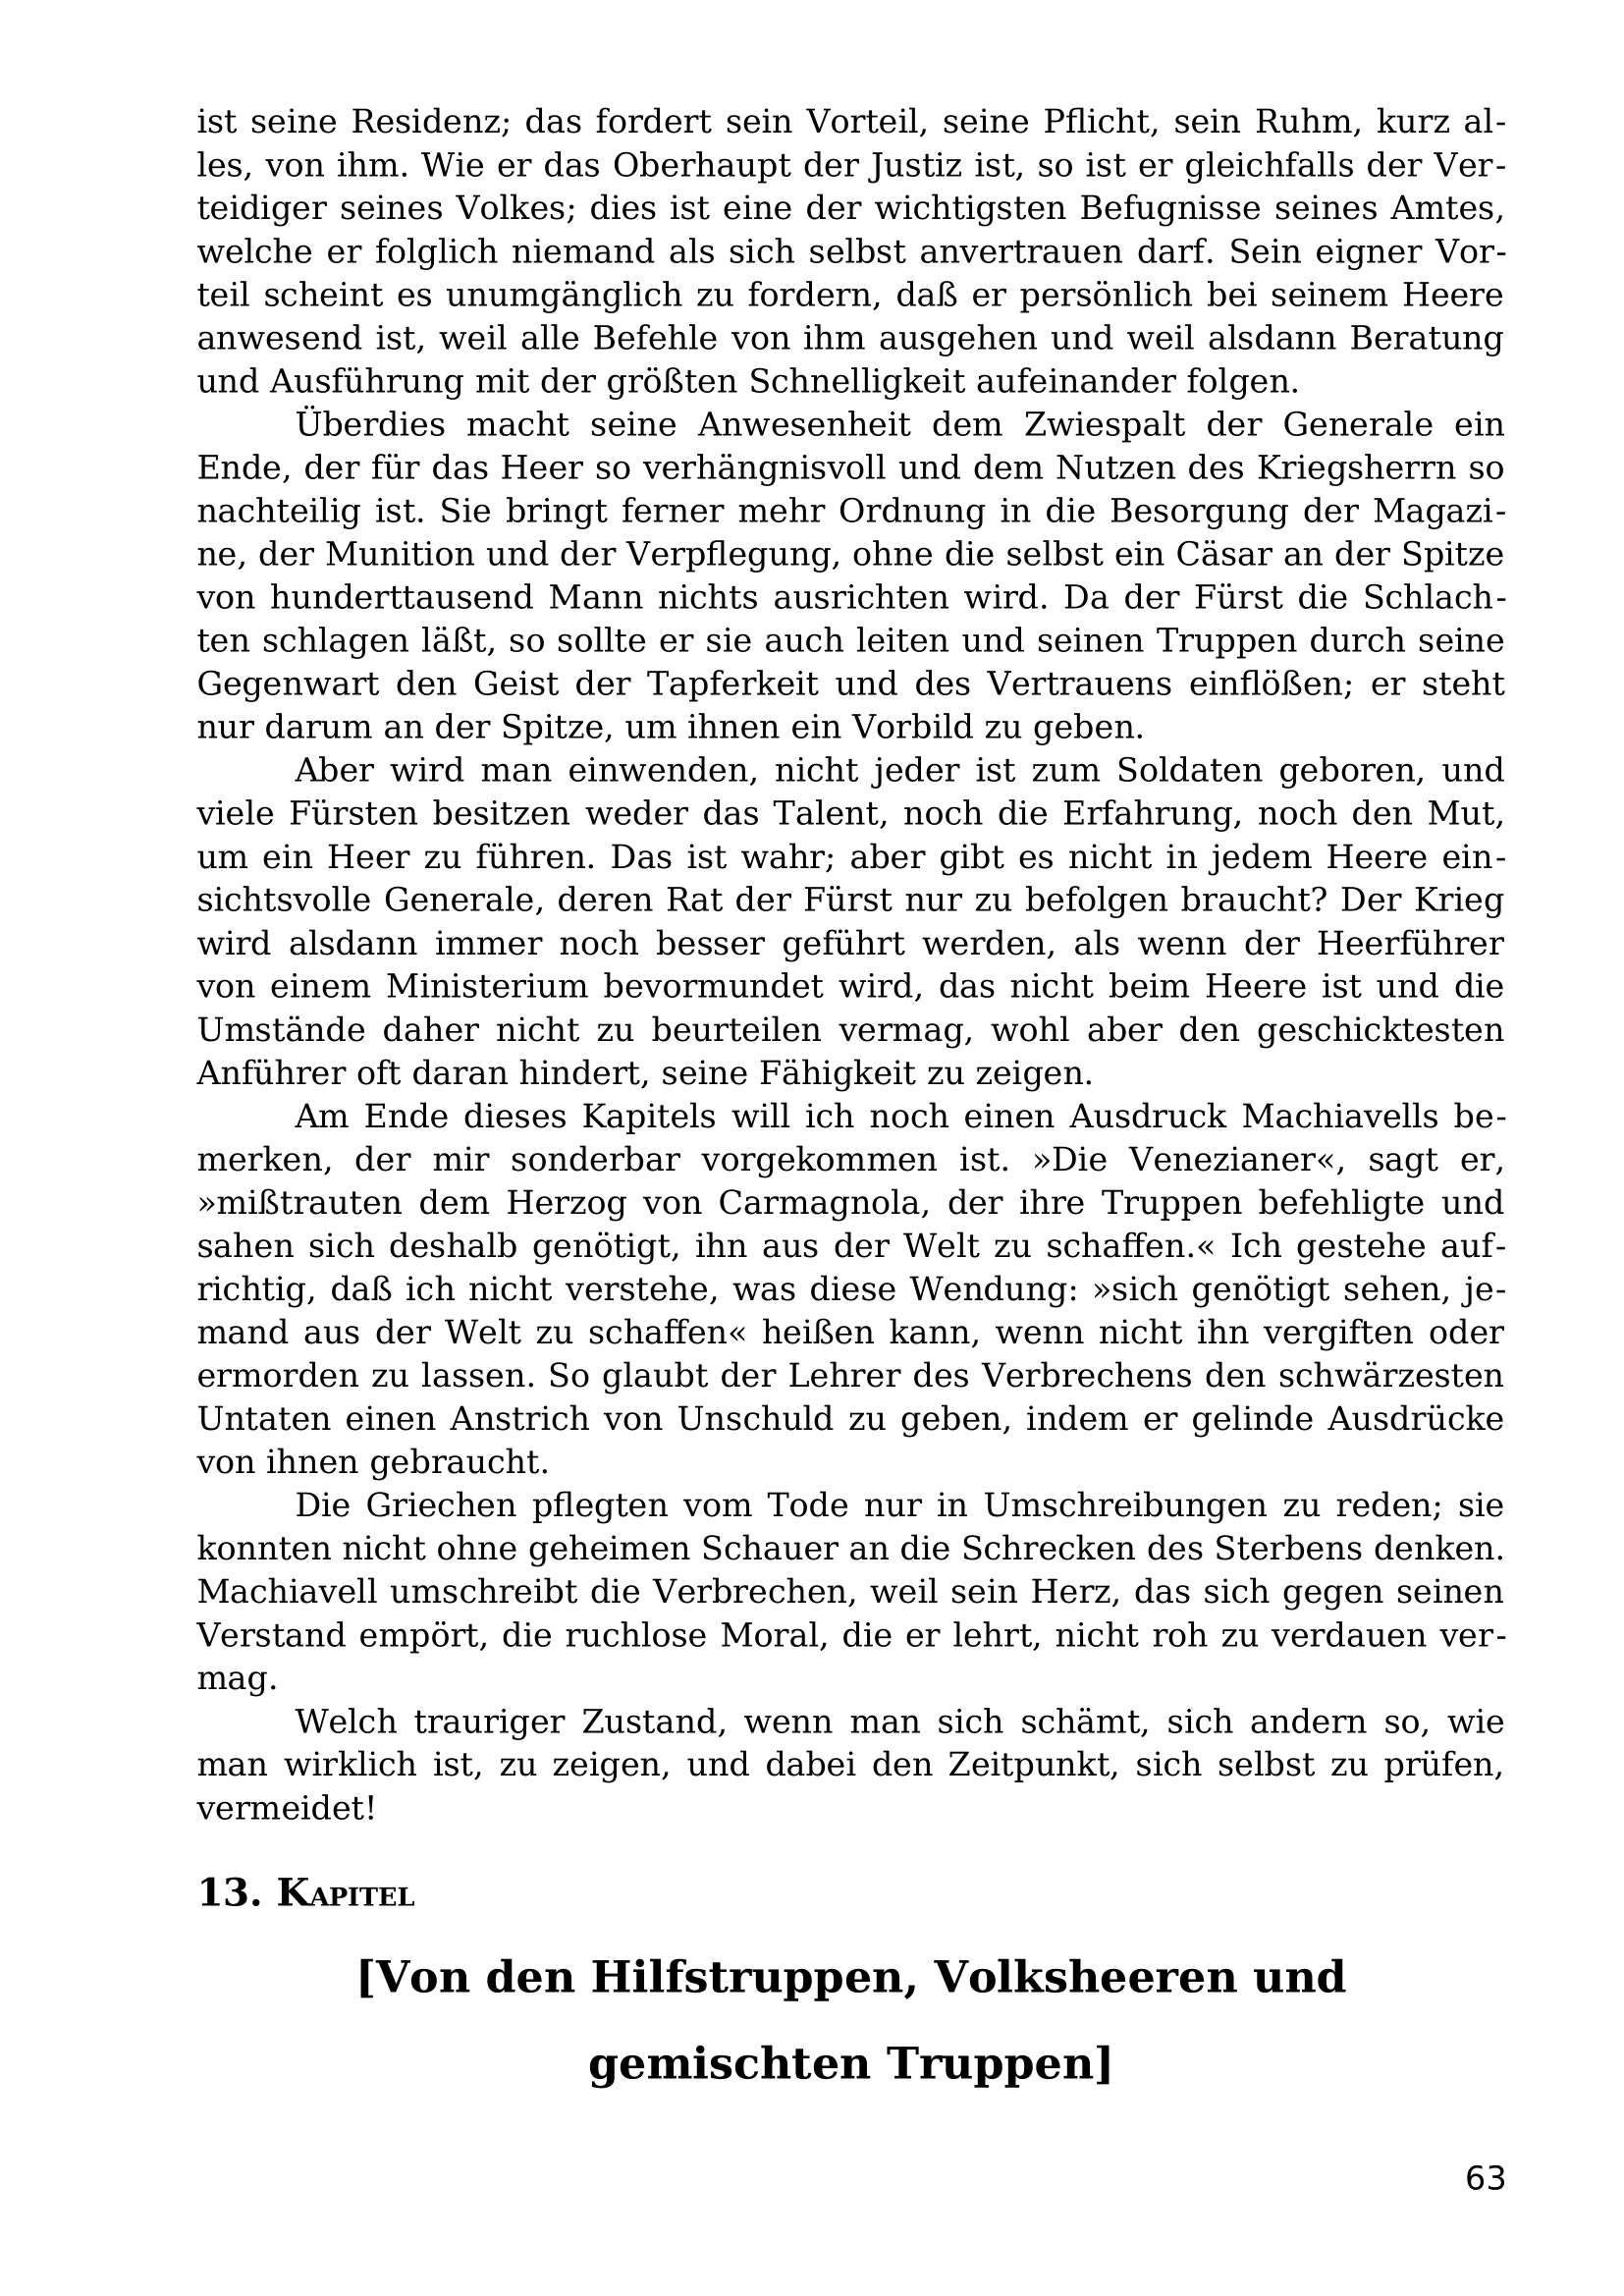 ist seine Residenz; das fordert sein Vorteil, seine Pflicht, sein Ruhm, kurz al-
les, von ihm. Wie er das Oberhaupt der Justiz ist, so ist er gleichfalls der Ver-
teidiger seines Volkes; dies ist eine der wichtigsten Befugnisse seines Amtes,
welche er folglich niemand als sich selbst anvertrauen darf. Sein eigner Vor-
teil scheint es unumgänglich zu fordern, daß er persönlich bei seinem Heere
anwesend ist, weil alle Befehle von ihm ausgehen und weil alsdann Beratung
und Ausführung mit der größten Schnelligkeit aufeinander folgen.
Überdies macht seine Anwesenheit dem Zwiespalt der Generale ein
Ende, der für das Heer so verhängnisvoll und dem Nutzen des Kriegsherrn so
nachteilig ist. Sie bringt ferner mehr Ordnung in die Besorgung der Magazi-
ne, der Munition und der Verpflegung, ohne die selbst ein Cäsar an der Spitze
von hunderttausend Mann nichts ausrichten wird. Da der Fürst die Schlach-
ten schlagen läßt, so sollte er sie auch leiten und seinen Truppen durch seine
Gegenwart den Geist der Tapferkeit und des Vertrauens einflößen; er steht
nur darum an der Spitze, um ihnen ein Vorbild zu geben.
Aber wird man einwenden, nicht jeder ist zum Soldaten geboren, und
viele Fürsten besitzen weder das Talent, noch die Erfahrung, noch den Mut,
um ein Heer zu führen. Das ist wahr; aber gibt es nicht in jedem Heere ein-
sichtsvolle Generale, deren Rat der Fürst nur zu befolgen braucht? Der Krieg
wird alsdann immer noch besser geführt werden, als wenn der Heerführer
von einem Ministerium bevormundet wird, das nicht beim Heere ist und die
Umstände daher nicht zu beurteilen vermag, wohl aber den geschicktesten
Anführer oft daran hindert, seine Fähigkeit zu zeigen.
Am Ende dieses Kapitels will ich noch einen Ausdruck Machiavells be-
merken, der mir sonderbar vorgekommen ist. »Die Venezianer«, sagt er,
»mißtrauten dem Herzog von Carmagnola, der ihre Truppen befehligte und
sahen sich deshalb genötigt, ihn aus der Welt zu schaffen.« Ich gestehe auf-
richtig, daß ich nicht verstehe, was diese Wendung: »sich genötigt sehen, je-
mand aus der Welt zu schaffen« heißen kann, wenn nicht ihn vergiften oder
ermorden zu lassen. So glaubt der Lehrer des Verbrechens den schwärzesten
Untaten einen Anstrich von Unschuld zu geben, indem er gelinde Ausdrücke
von ihnen gebraucht.
Die Griechen pflegten vom Tode nur in Umschreibungen zu reden; sie
konnten nicht ohne geheimen Schauer an die Schrecken des Sterbens denken.
Machiavell umschreibt die Verbrechen, weil sein Herz, das sich gegen seinen
Verstand empört, die ruchlose Moral, die er lehrt, nicht roh zu verdauen ver-
mag.
Welch trauriger Zustand, wenn man sich schämt, sich andern so, wie
man wirklich ist, zu zeigen, und dabei den Zeitpunkt, sich selbst zu prüfen,
vermeidet!
13. Kapitel
[Von den Hilfstruppen, Volksheeren und
gemischten Truppen]
63